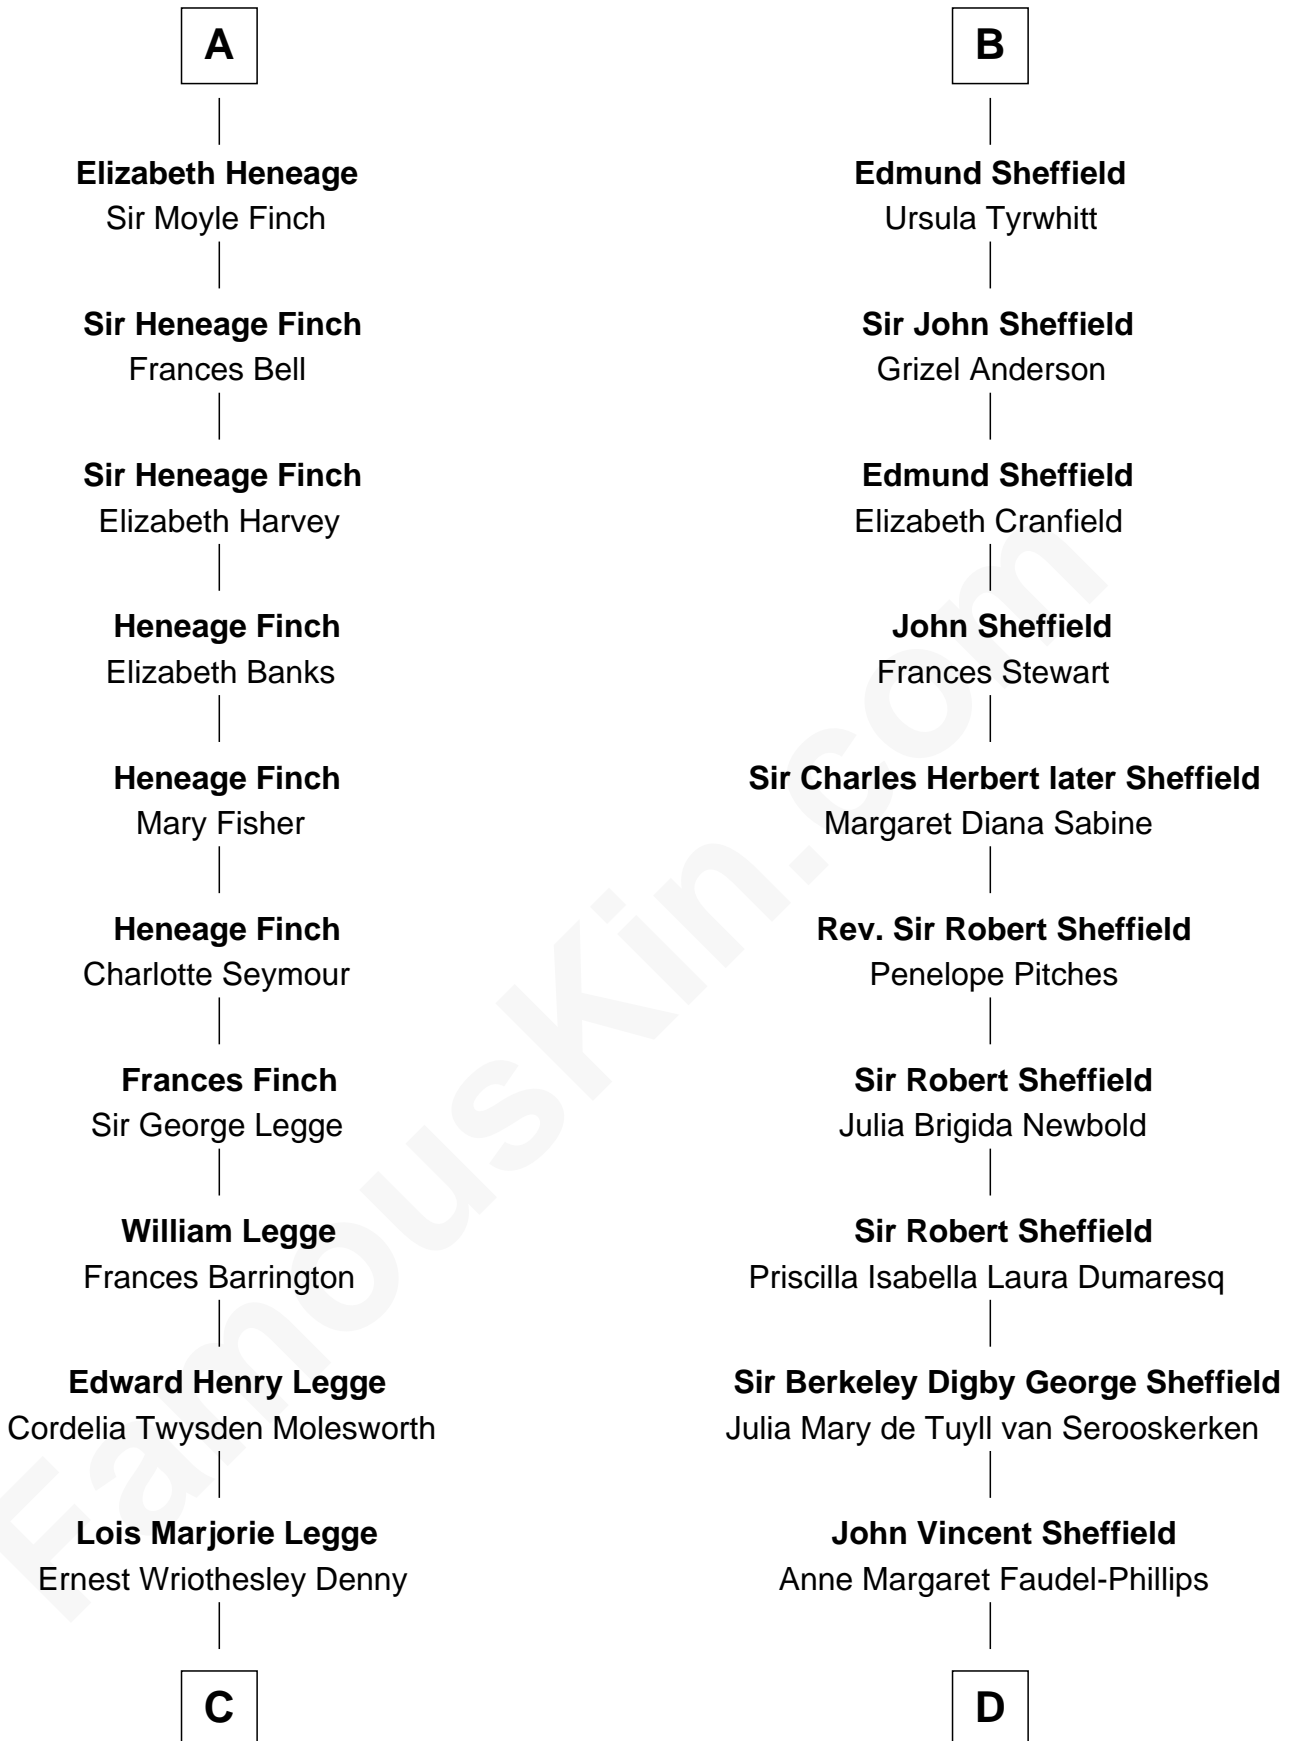 A
Elizabeth Heneage
Sir Moyle Finch
Sir Heneage Finch
Frances Bell
Sir Heneage Finch
Elizabeth Harvey
Heneage Finch
Elizabeth Banks
Heneage Finch
Mary Fisher
Heneage Finch
Charlotte Seymour
Frances Finch
Sir George Legge
William Legge
Frances Barrington
Edward Henry Legge
Cordelia Twysden Molesworth
Lois Marjorie Legge
Ernest Wriothesley Denny
C
B
Edmund Sheffield
Ursula Tyrwhitt
Sir John Sheffield
Grizel Anderson
Edmund Sheffield
Elizabeth Cranfield
John Sheffield
Frances Stewart
Sir Charles Herbert later Sheffield
Margaret Diana Sabine
Rev. Sir Robert Sheffield
Penelope Pitches
Sir Robert Sheffield
Julia Brigida Newbold
Sir Robert Sheffield
Priscilla Isabella Laura Dumaresq
Sir Berkeley Digby George Sheffield
Julia Mary de Tuyll van Serooskerken
John Vincent Sheffield
Anne Margaret Faudel-Phillips
D
FamousKin.com